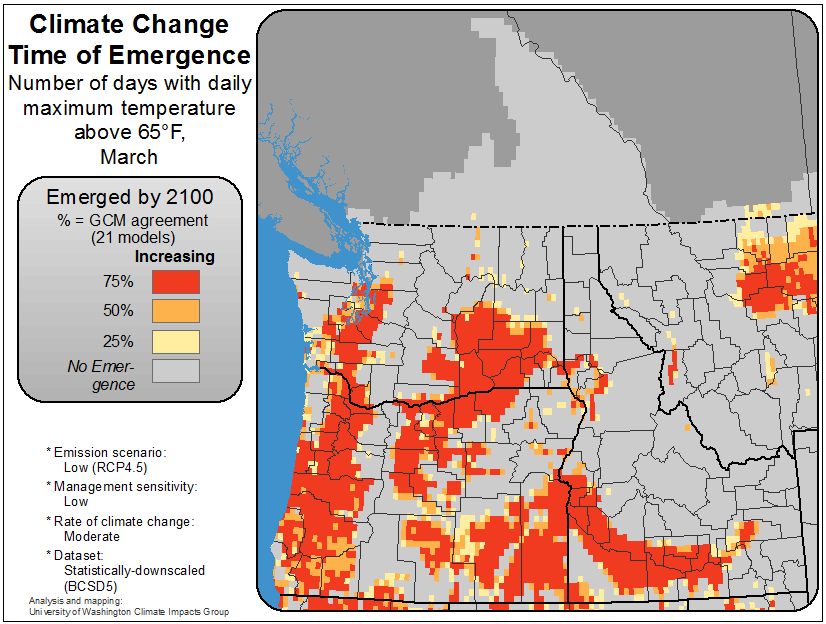 Climate Change
Time of Emergence
Number of days with daily
maximum temperature
above 65°F,
March
Emerged by 2100
% = GCM agreement
(21 models)
Increasing
75%
50%
25%
No Emer-
gence
* Emission scenario:
Low (RCP4.5)
* Management sensitivity:
Low
* Rate of climate change:
Moderate
* Dataset:
Statistically-downscaled
(BCSD5)
Analysis and mapping:
University of Washington Climate Impacts Group